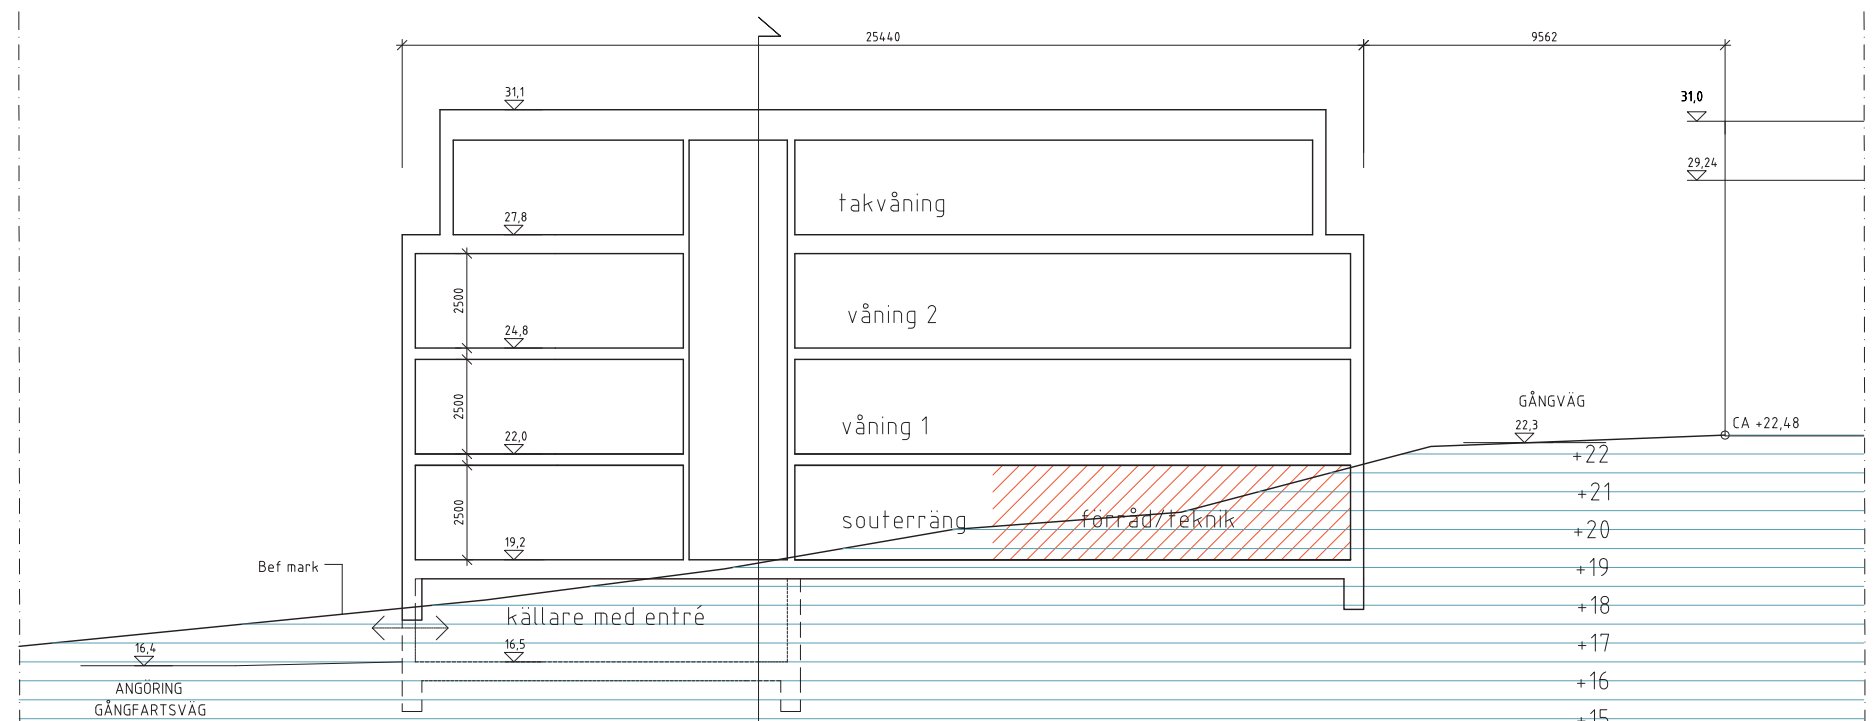 25440
9562
31,1
31,0
29,24
takvåning
27,8
2500
våning 2
24,8
2500
våning 1
22,0
GÅNGVÄG
22,3
CA +22,48
+22
+21
2500
souterräng
förråd/teknik
+20
19,2
+19
Bef mark
+18
källare med entré
+17
16,4
16,5
+16
ANGÖRING
GÅNGFARTSVÄG
+15